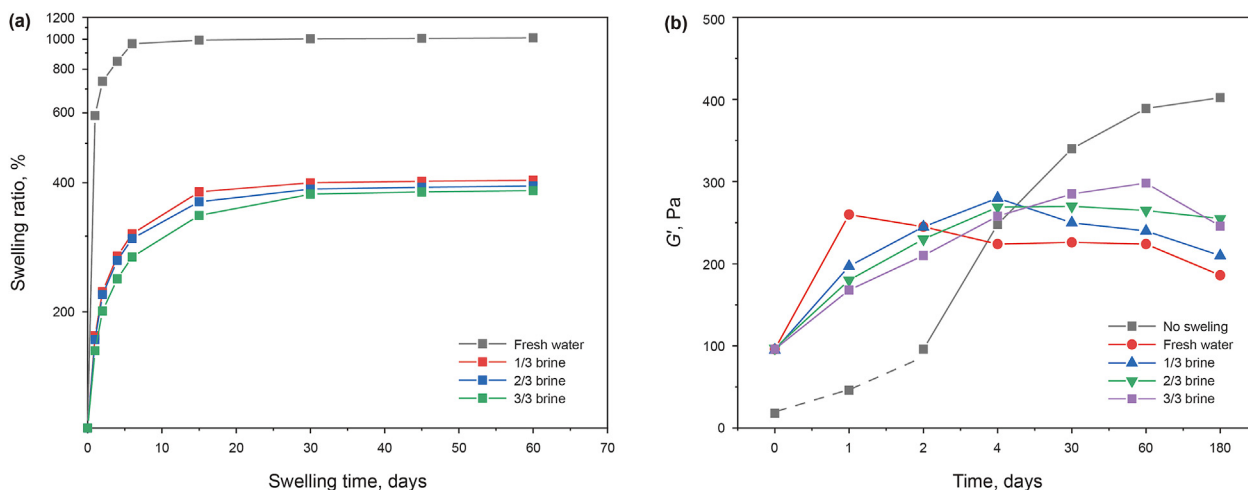 (a)
1200
1000
800
600
400
200
Swelling ratio, %
0 10 20 30 40 50 60 70
Swelling time, days
Fresh water
1/3 brine
2/3 brine
3/3 brine
(b)
500
400
300
200
100
50
0
G', Pa
0 1 2 4 30 60 180
Time, days
No sweling
Fresh water
1/3 brine
2/3 brine
3/3 brine